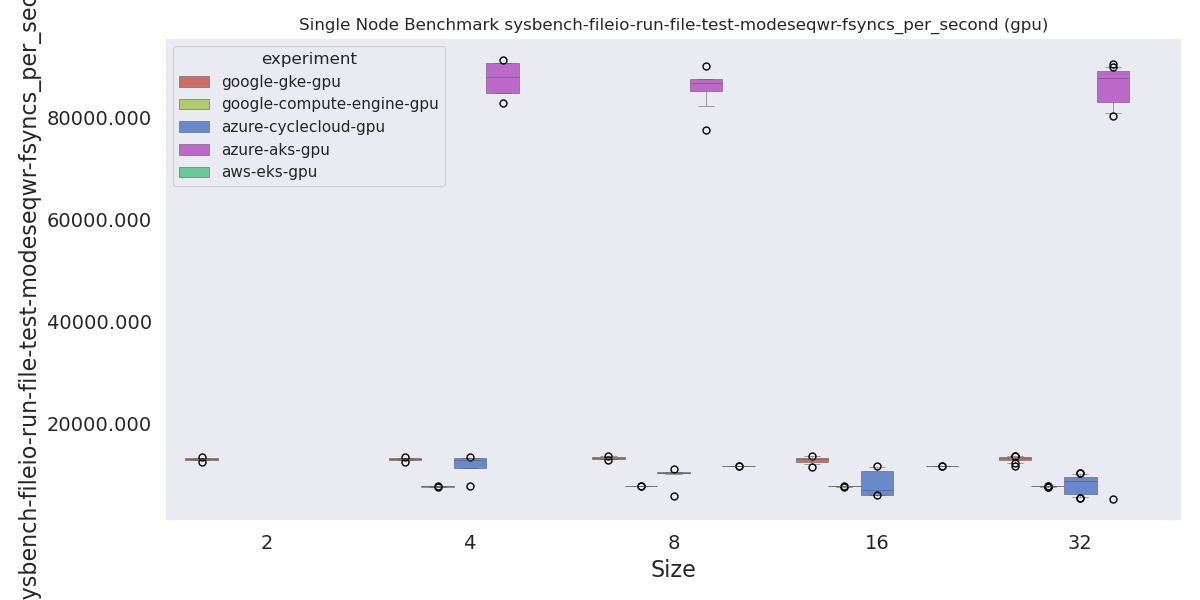 Single Node Benchmark sysbench-fileio-run-file-test-modeseqwr-fsyncs_per_second (gpu)
experiment
google-gke-gpu
google-compute-engine-gpu
azure-cyclecloud-gpu
azure-aks-gpu
aws-eks-gpu
80000.000
60000.000
40000.000
20000.000
ysbench-fileio-run-file-test-modeseqwr-fsyncs_per_sec
2 4 8 16 32
Size